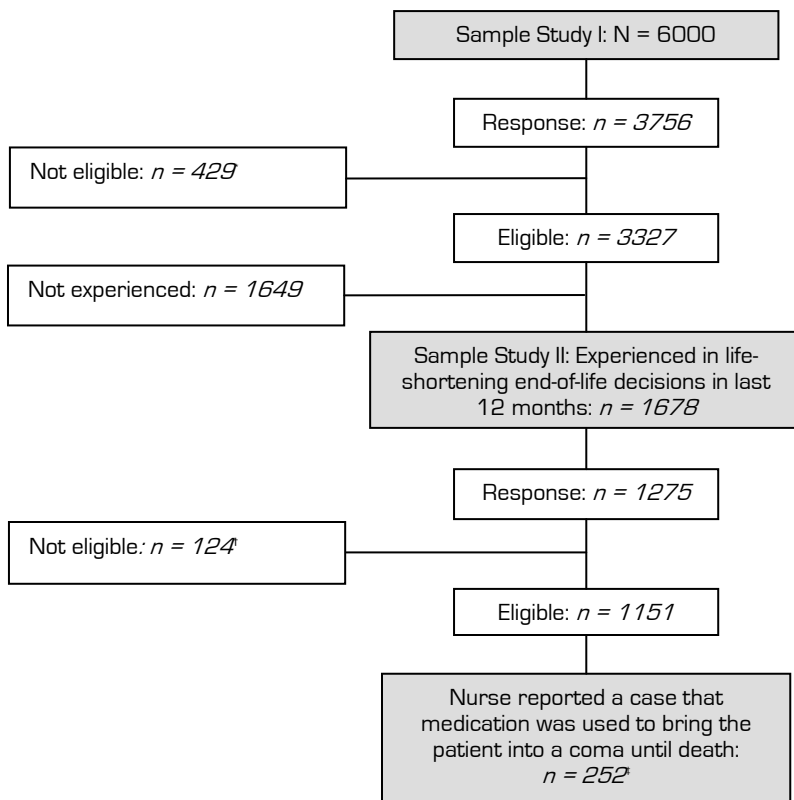 Sample Study I: N = 6000
Response: n = 3756
Not eligible: n = 429
Eligible: n = 3327
Not experienced: n = 1649
Sample Study II: Experienced in life-
shortening end-of-life decisions in last
12 months: n = 1678
Response: n = 1275
Not eligible: n = 124
Eligible: n = 1151
Nurse reported a case that
medication was used to bring the
patient into a coma until death:
n = 252